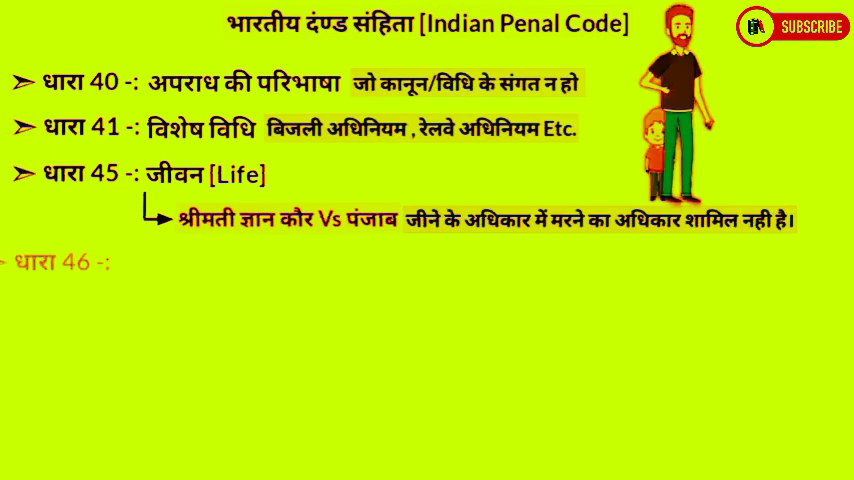 भारतीय दंण्ड संहिता [Indian Penal Code]
SUBSCRIBE
➣ धारा 40 -: अपराध की परिभाषा जो कानून/विधि के संगत न हो
➣ धारा 41 -: विशेष विधि बिजली अधिनियम , रेलवे अधिनियम Etc.
➣ धारा 45 -: जीवन [Life]
श्रीमती ज्ञान कौर Vs पंजाब जीने के अधिकार में मरने का अधिकार शामिल नही है।
➣ धारा 46 -: